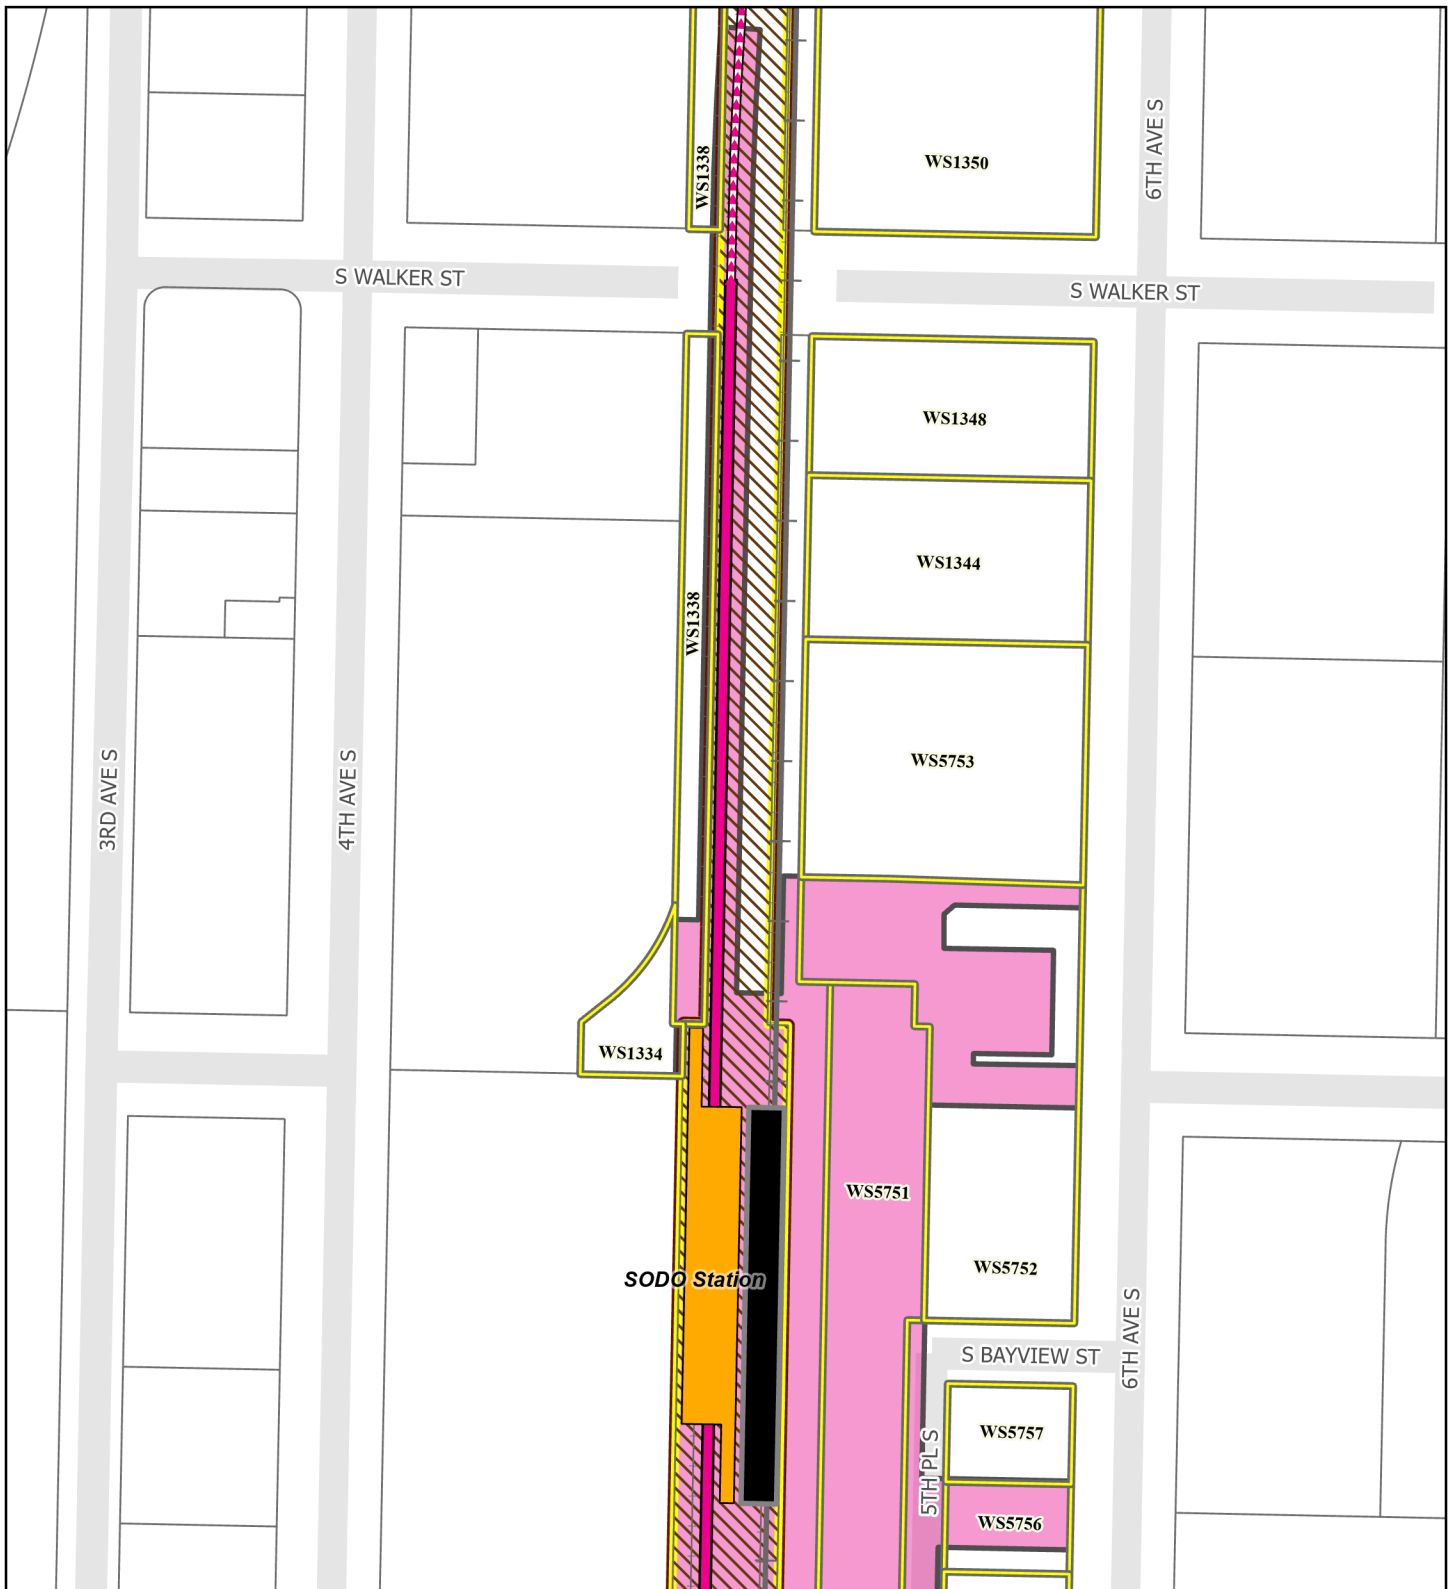 WS1350
6TH AVE S
WS1338
S WALKER ST
S WALKER ST
WS1348
WS1344
WS1338
WS5753
3RD AVE S
4TH AVE S
WS1334
WS5751
WS5752
SODO Station
6TH AVE S
S BAYVIEW ST
WS5757
5TH PL S
WS5756